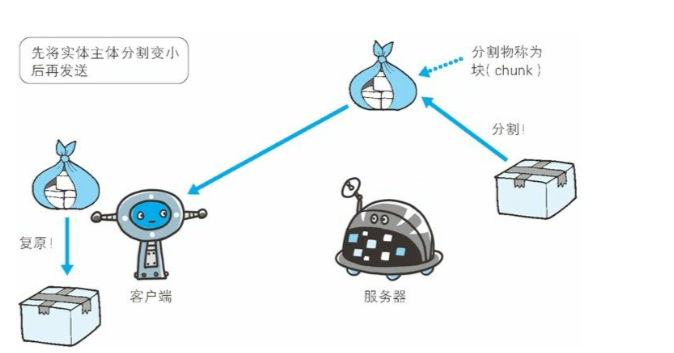 先将实体主体分割变小
后再发送
分割物称为
块( chunk )
分割！
复原！
客户端
服务器